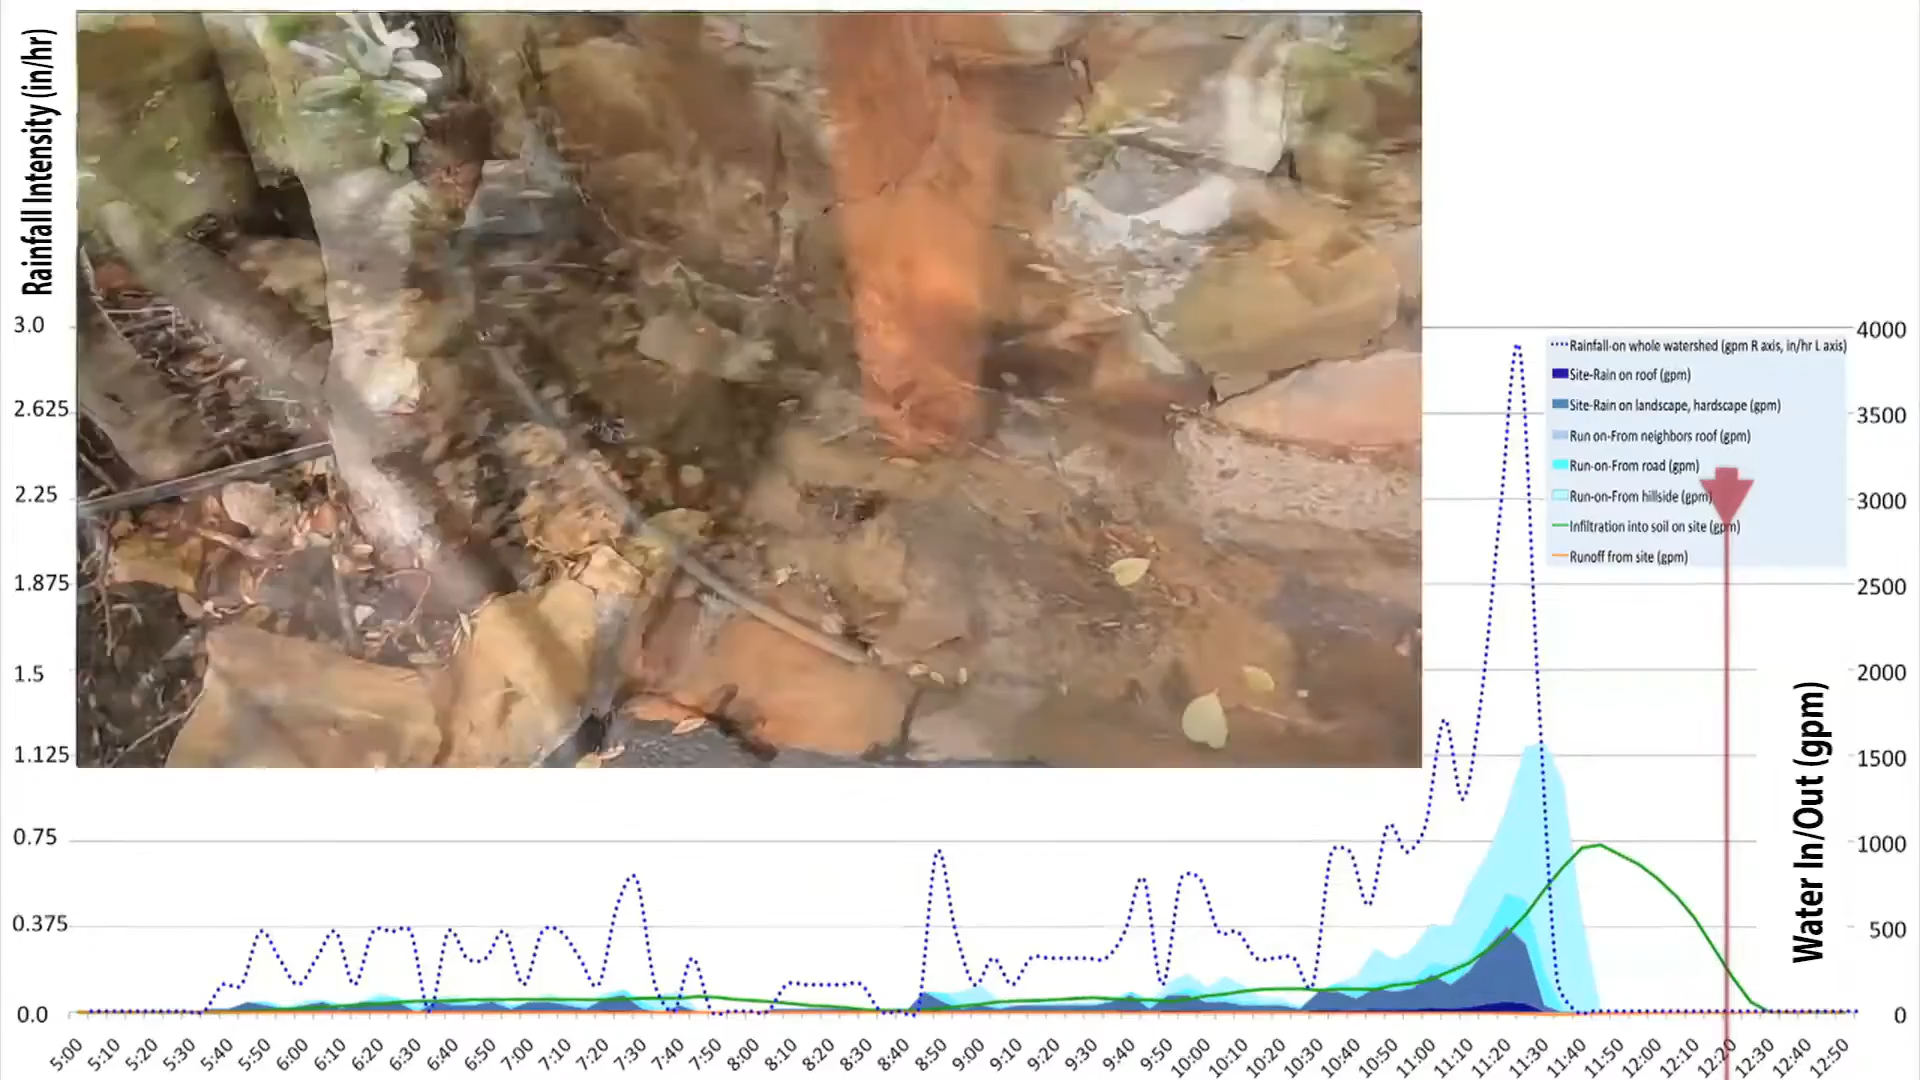 Rainfall Intensity (in/hr)
3.0
2.625
2.25
1.875
1.5
1.125
0.75
0.375
0.0
4000
3500
3000
2500
2000
1500
1000
500
0
Rainfall-on whole watershed (gpm R axis, in/hr L axis)
Site-Rain on roof (gpm)
Site-Rain on landscape, hardscape (gpm)
Run on-From neighbors roof (gpm)
Run-on-From road (gpm)
Run-on-From hillside (gpm)
Infiltration into soil on site (gpm)
Runoff from site (gpm)
Water In/Out (gpm)
5:00 5:10 5:20 5:30 5:40 5:50 6:00 6:10 6:20 6:30 6:40 6:50 7:00 7:10 7:20 7:30 7:40 7:50 8:00 8:10 8:20 8:30 8:40 8:50 9:00 9:10 9:20 9:30 9:40 9:50 10:00 10:10 10:20 10:30 10:40 10:50 11:00 11:10 11:20 11:30 11:40 11:50 12:00 12:10 12:20 12:30 12:40 12:50